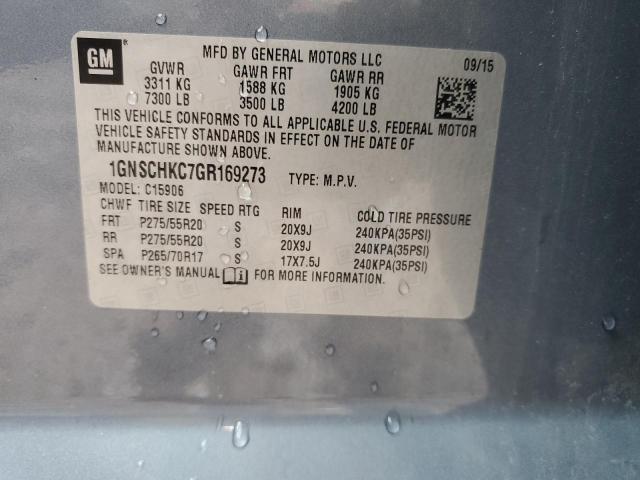 GM
MFD BY GENERAL MOTORS LLC 09/15
GVWR GAWR FRT GAWR RR
3311 KG 1588 KG 1905 KG
7300 LB 3500 LB 4200 LB
THIS VEHICLE CONFORMS TO ALL APPLICABLE U.S. FEDERAL MOTOR
VEHICLE SAFETY STANDARDS IN EFFECT ON THE DATE OF
MANUFACTURE SHOWN ABOVE.
1GNSCHKC7GR169273 TYPE: M.P.V.
MODEL: C15906
CHWF TIRE SIZE SPEED RTG RIM COLD TIRE PRESSURE
FRT P275/55R20 S 20X9J 240KPA(35PSI)
RR P275/55R20 S 20X9J 240KPA(35PSI)
SPA P265/70R17 S 17X7.5J 240KPA(35PSI)
SEE OWNER'S MANUAL FOR MORE INFORMATION.